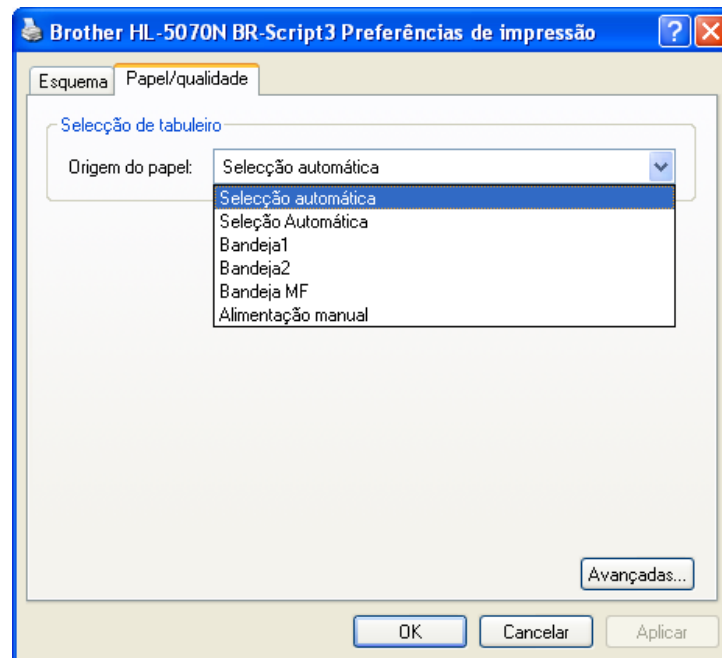 Brother HL-5070N BR-Script3 Preferências de impressão
Esquema Papel/qualidade
Selecção de tabuleiro
Origem do papel: Selecção automática
Selecção automática
Seleção Automática
Bandeja1
Bandeja2
Bandeja MF
Alimentação manual
Avançadas...
OK Cancelar Aplicar